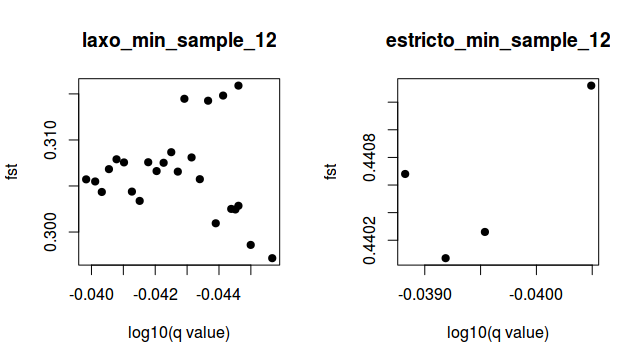 laxo_min_sample_12
fst
0.310
0.300
-0.040
-0.042
-0.044
log10(q value)
estricto_min_sample_12
fst
0.4408
0.4402
-0.0390
-0.0400
log10(q value)